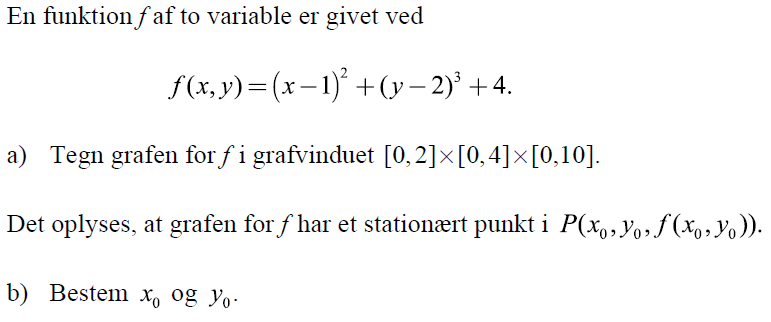 En funktion f af to variable er givet ved
f(x, y) = (x − 1)² + (y − 2)³ + 4.
a) Tegn grafen for f i grafvinduet [0, 2]×[0, 4]×[0,10].
Det oplyses, at grafen for f har et stationært punkt i P(x₀, y₀, f(x₀, y₀)).
b) Bestem x₀ og y₀.